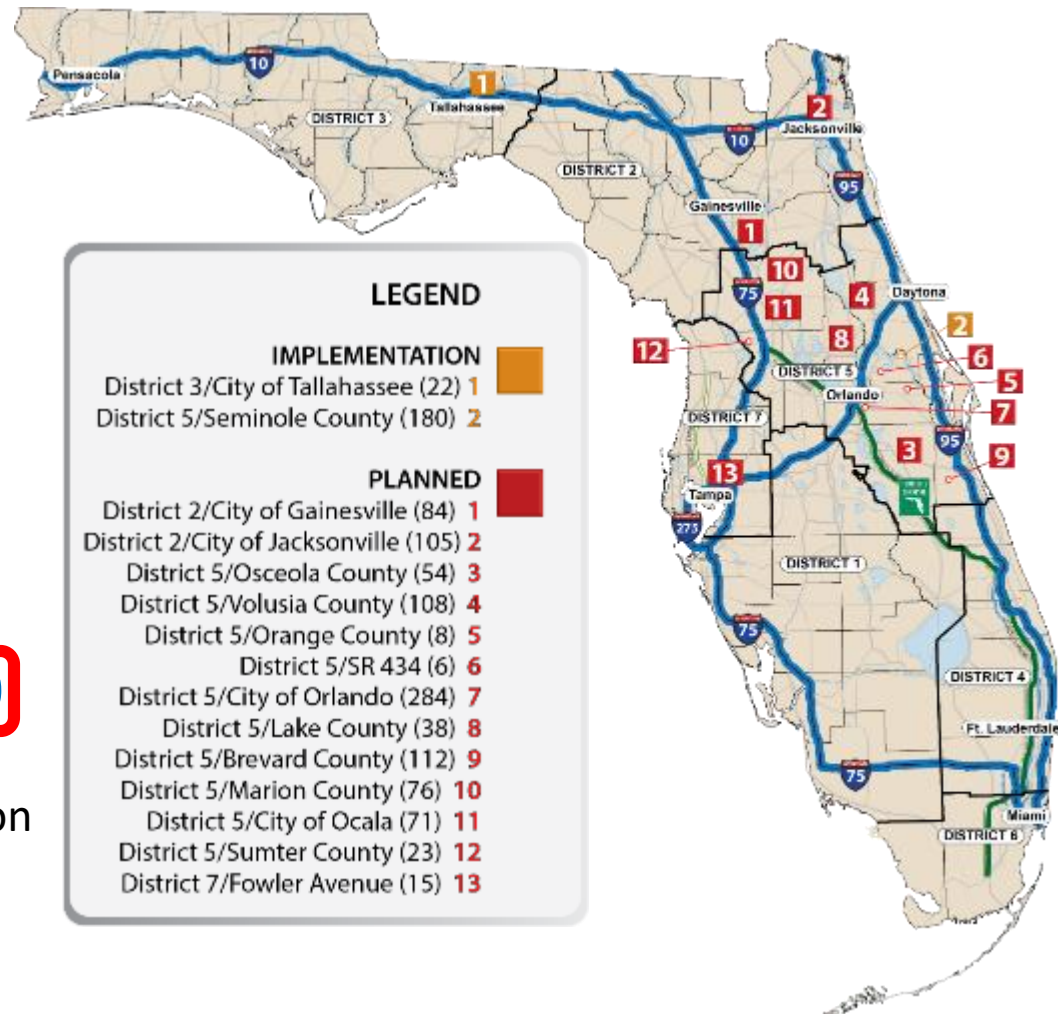 10
Pensacola
1
Tallahassee
DISTRICT 3
2
Jacksonville
10
DISTRICT 2
95
Gainesville
1
10
75
11
4
Daytona
2
12
8
6
DISTRICT 5
5
Orlando
7
DISTRICT 7
3
95
9
13
Tampa
275
DISTRICT 1
75
DISTRICT 4
Ft. Lauderdale
75
Miami
DISTRICT 6
LEGEND
IMPLEMENTATION
District 3/City of Tallahassee (22) 1
District 5/Seminole County (180) 2
PLANNED
District 2/City of Gainesville (84) 1
District 2/City of Jacksonville (105) 2
District 5/Osceola County (54) 3
District 5/Volusia County (108) 4
District 5/Orange County (8) 5
District 5/SR 434 (6) 6
District 5/City of Orlando (284) 7
District 5/Lake County (38) 8
District 5/Brevard County (112) 9
District 5/Marion County (76) 10
District 5/City of Ocala (71) 11
District 5/Sumter County (23) 12
District 7/Fowler Avenue (15) 13
on